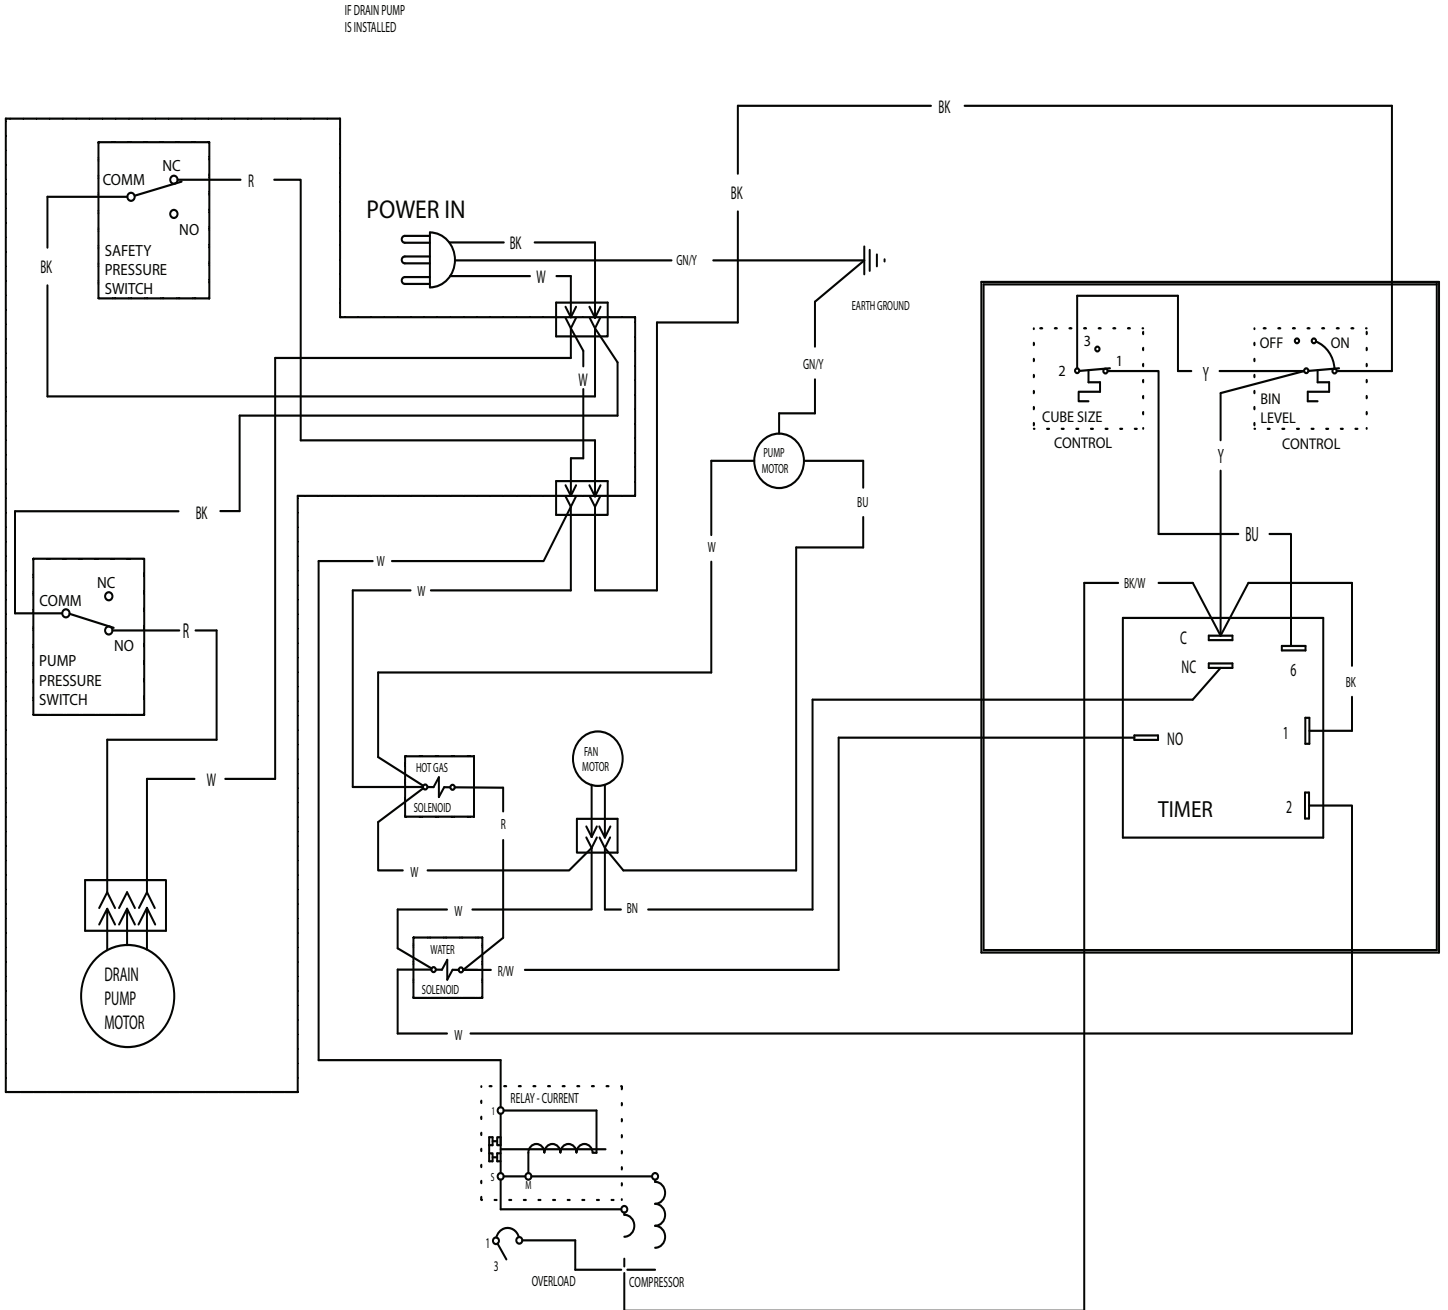 IF DRAIN PUMP
IS INSTALLED
BK
NC
COMM
R
NO
SAFETY
PRESSURE
SWITCH
BK
POWER IN
BK
GN/Y
W
EARTH GROUND
BK
GN/Y
W
3
1
2
CUBE SIZE
CONTROL
Y
OFF
ON
BIN
LEVEL
CONTROL
Y
PUMP
MOTOR
BU
W
BK
W
W
BU
BK/W
NC
COMM
NO
R
PUMP
PRESSURE
SWITCH
C
NC
6
BK
1
NO
2
TIMER
W
HOT GAS
SOLENOID
R
FAN
MOTOR
W
W
BN
WATER
SOLENOID
R/W
W
DRAIN
PUMP
MOTOR
RELAY - CURRENT
1
S
M
1
3
OVERLOAD
COMPRESSOR